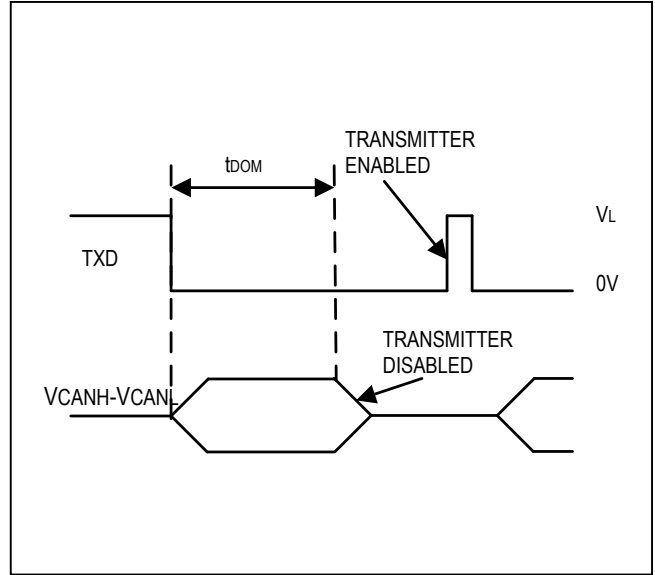 tDOM
TRANSMITTER
ENABLED
VL
TXD
0V
TRANSMITTER
DISABLED
VCANH-VCANL